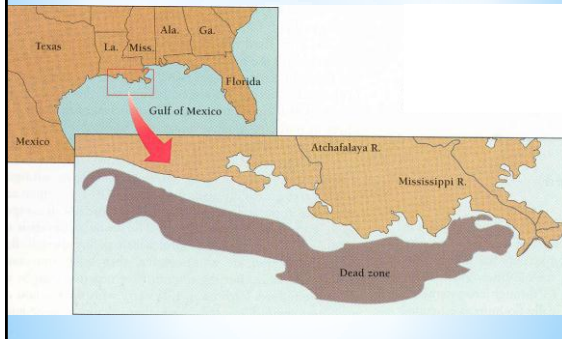 Texas
La.
Miss.
Ala.
Ga.
Florida
Gulf of Mexico
Mexico
Atchafalaya R.
Mississippi R.
Dead zone